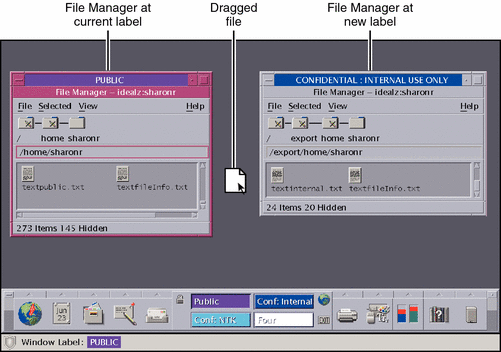 File Manager at
current label
Dragged
file
File Manager at
new label
PUBLIC
File Manager – idealz:sharonr
File Selected View Help
/ home sharonr
/home/sharonr
textpublic.txt textfileInfo.txt
273 Items 145 Hidden
CONFIDENTIAL : INTERNAL USE ONLY
File Manager – idealz:sharonr
File Selected View Help
/ export home sharonr
/export/home/sharonr
textinternal.txt textfileInfo.txt
24 Items 20 Hidden
Jun
23
Public
Conf: Internal
Conf: NTK
Four
EXIT
Window Label: PUBLIC